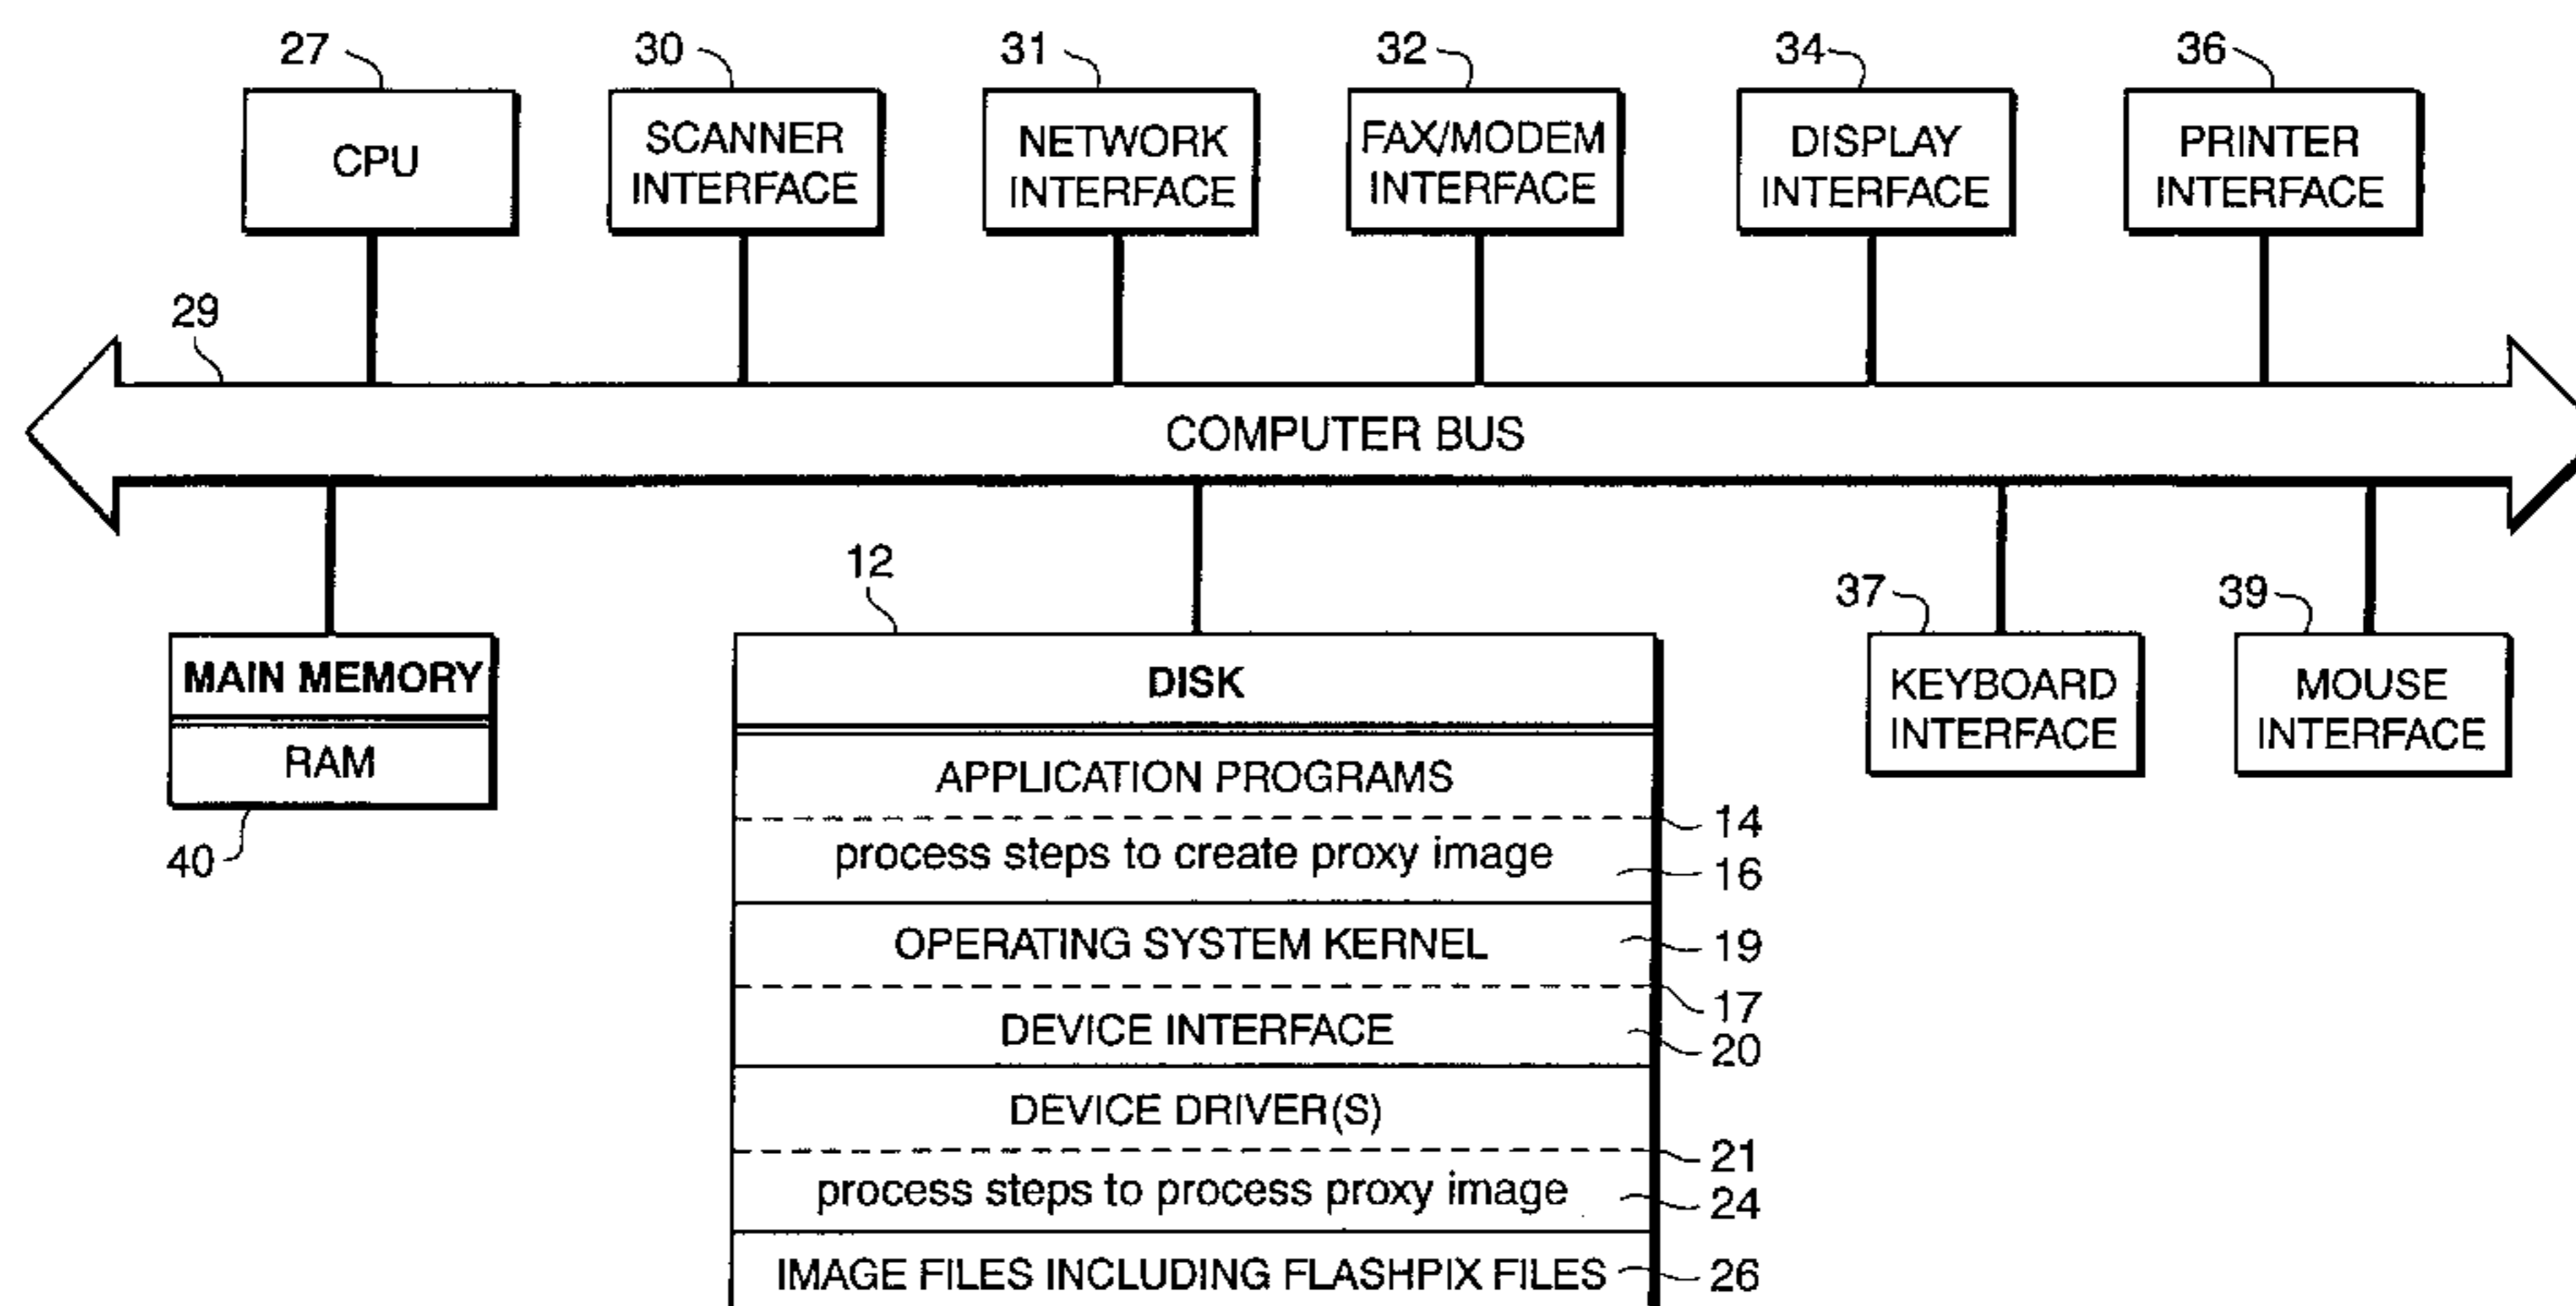 27
30
31
32
34
36
CPU
SCANNER
INTERFACE
NETWORK
INTERFACE
FAX/MODEM
INTERFACE
DISPLAY
INTERFACE
PRINTER
INTERFACE
29
COMPUTER BUS
12
37
39
MAIN MEMORY
RAM
40
DISK
APPLICATION PROGRAMS
14
process steps to create proxy image
16
OPERATING SYSTEM KERNEL
19
17
DEVICE INTERFACE
20
DEVICE DRIVER(S)
21
process steps to process proxy image
24
IMAGE FILES INCLUDING FLASHPIX FILES
26
KEYBOARD
INTERFACE
MOUSE
INTERFACE